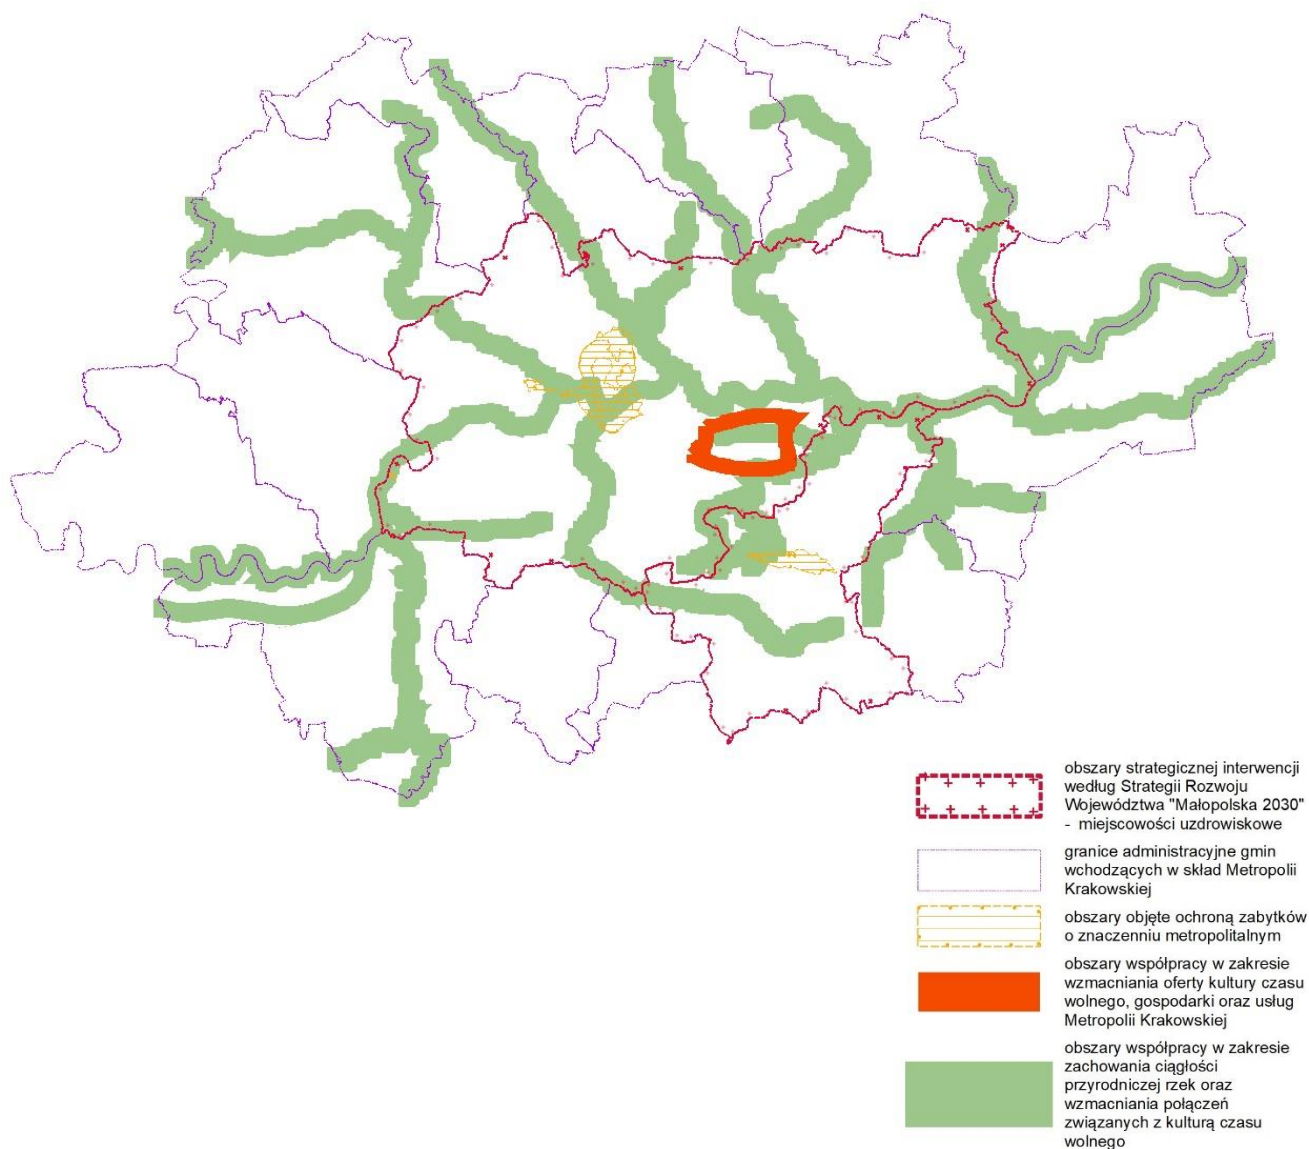 obszary strategicznej interwencji
według Strategii Rozwoju
Województwa "Małopolska 2030"
- miejscowości uzdrowiskowe
granice administracyjne gmin
wchodzących w skład Metropolii
Krakowskiej
obszary objęte ochroną zabytków
o znaczenniu metropolitalnym
obszary współpracy w zakresie
wzmacniania oferty kultury czasu
wolnego, gospodarki oraz usług
Metropolii Krakowskiej
obszary współpracy w zakresie
zachowania ciągłości
przyrodniczej rzek oraz
wzmacniania połączeń
związanych z kulturą czasu
wolnego